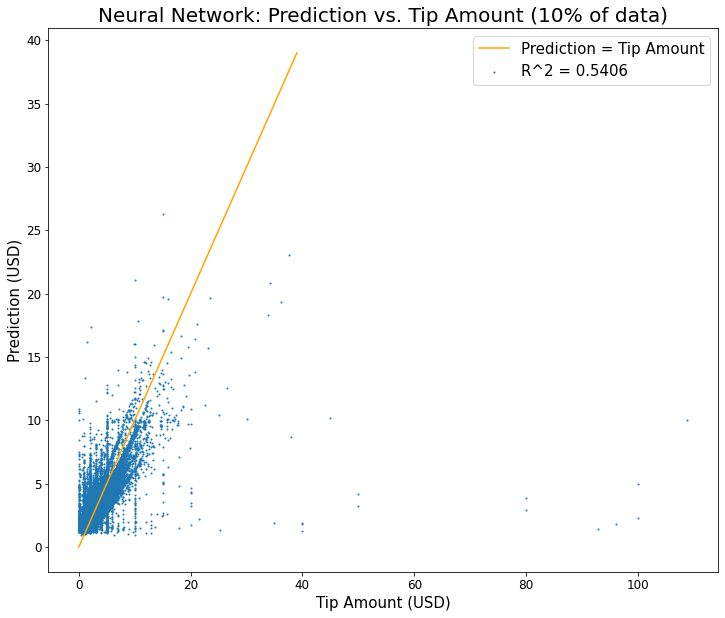 Neural Network: Prediction vs. Tip Amount (10% of data)
Prediction = Tip Amount
R^2 = 0.5406
Prediction (USD)
40
35
30
25
20
15
10
5
0
0 20 40 60 80 100
Tip Amount (USD)